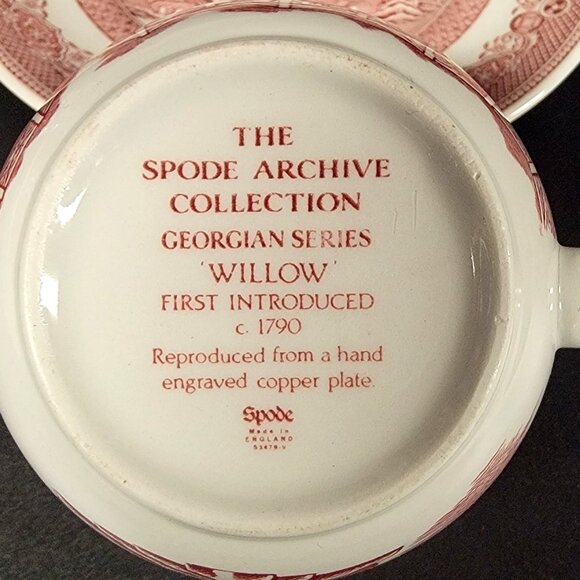 THE
SPODE ARCHIVE
COLLECTION
GEORGIAN SERIES
'WILLOW'
FIRST INTRODUCED
c. 1790
Reproduced from a hand
engraved copper plate.
Spode
Made in
ENGLAND